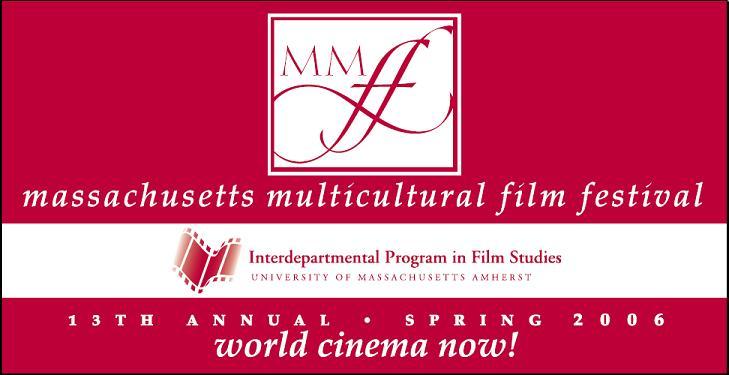 MMff
massachusetts multicultural film festival
Interdepartmental Program in Film Studies
UNIVERSITY OF MASSACHUSETTS AMHERST
13TH ANNUAL • SPRING 2006
world cinema now!